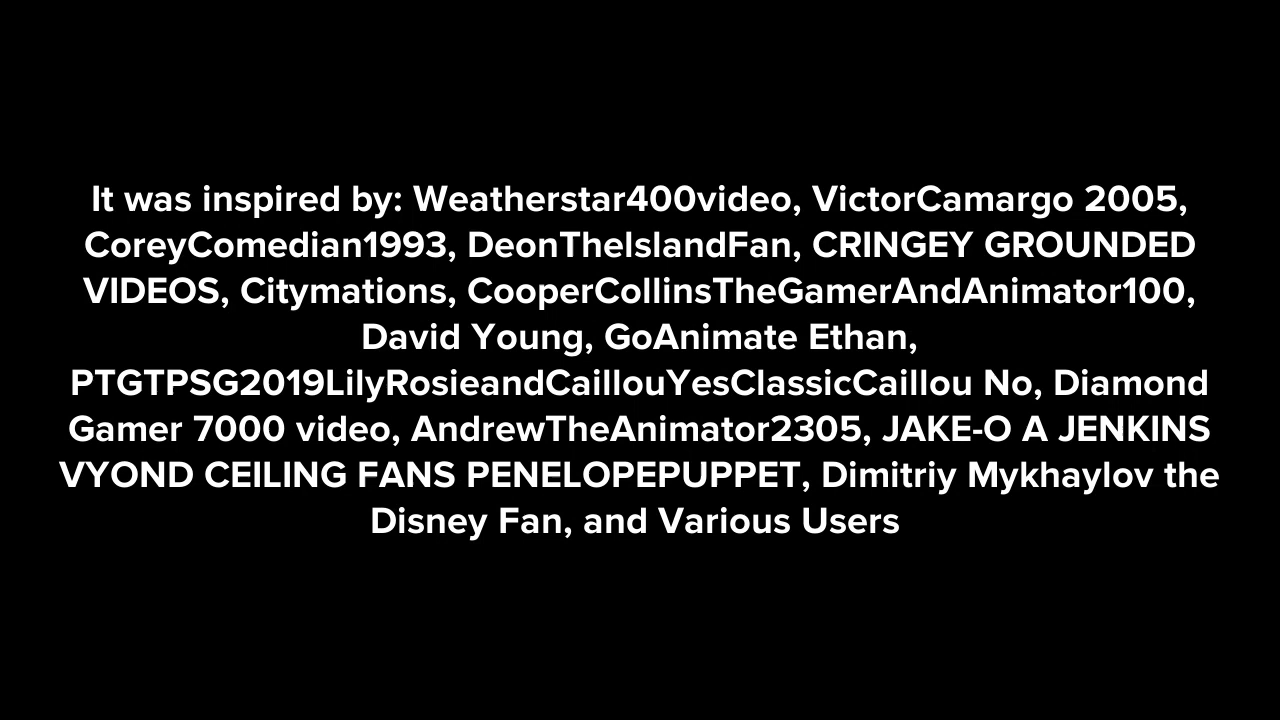 It was inspired by: Weatherstar400video, VictorCamargo 2005,
CoreyComedian1993, DeonTheIslandFan, CRINGEY GROUNDED
VIDEOS, Citymations, CooperCollinsTheGamerAndAnimator100,
David Young, GoAnimate Ethan,
PTGTPSG2019LilyRosieandCaillouYesClassicCaillou No, Diamond
Gamer 7000 video, AndrewTheAnimator2305, JAKE-O A JENKINS
VYOND CEILING FANS PENELOPEPUPPET, Dimitriy Mykhaylov the
Disney Fan, and Various Users